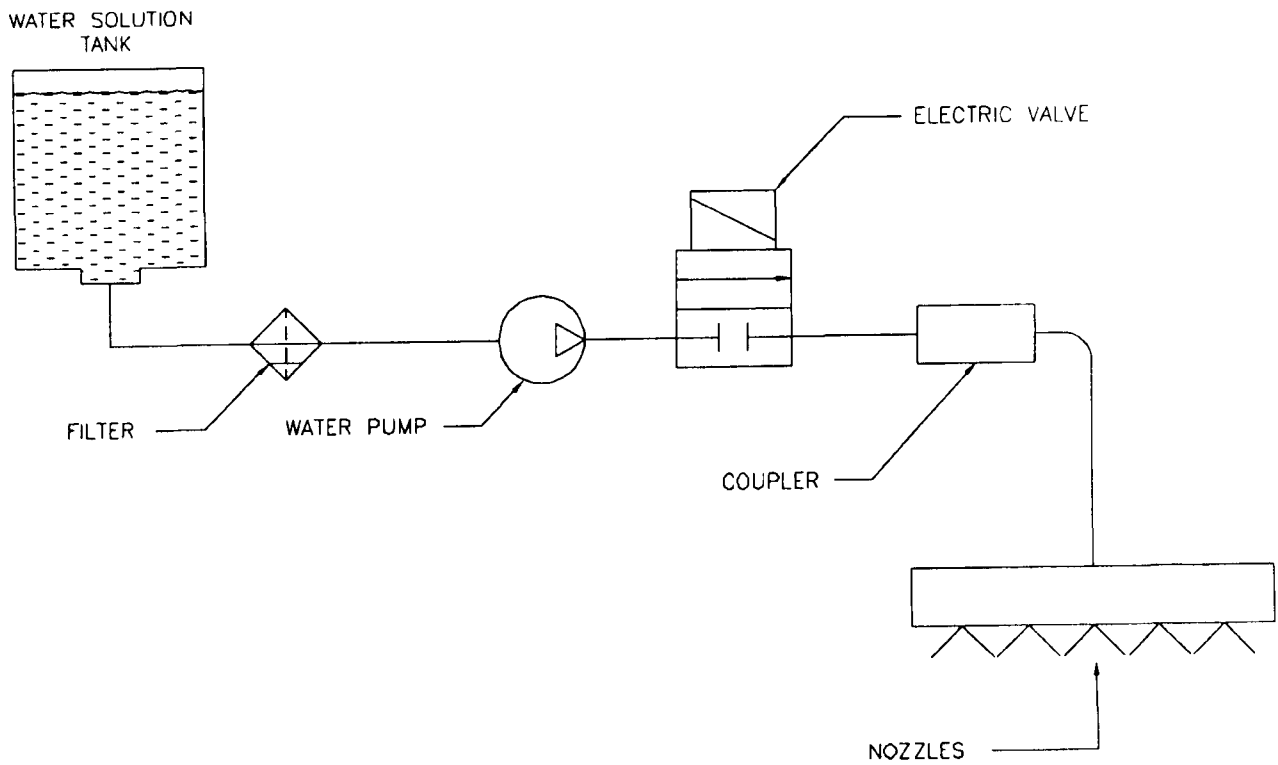 WATER SOLUTION
TANK
ELECTRIC VALVE
FILTER
WATER PUMP
COUPLER
NOZZLES